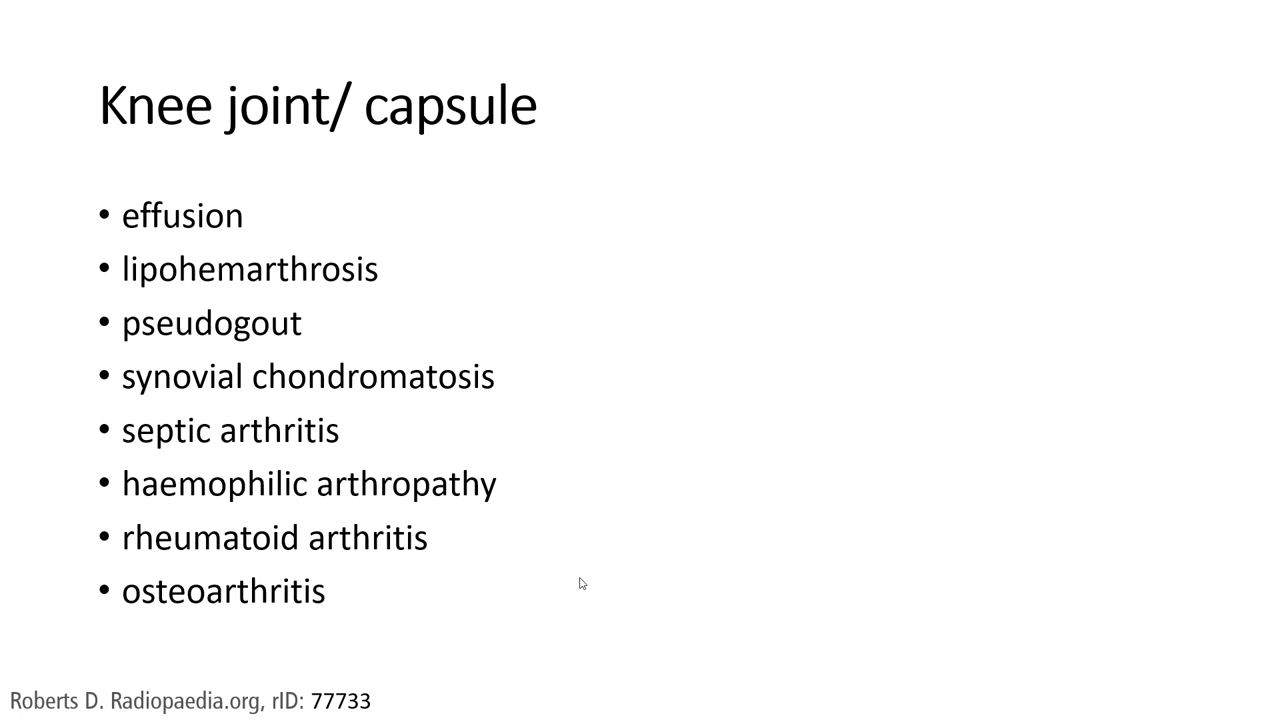 Knee joint/ capsule
• effusion
• lipohemarthrosis
• pseudogout
• synovial chondromatosis
• septic arthritis
• haemophilic arthropathy
• rheumatoid arthritis
• osteoarthritis
Roberts D. Radiopaedia.org, rID: 77733